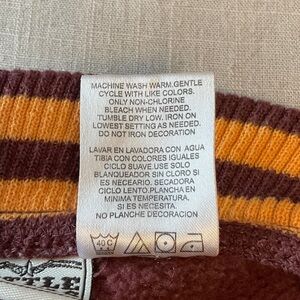 MACHINE WASH WARM. GENTLE
CYCLE WITH LIKE COLORS.
ONLY NON-CHLORINE
BLEACH WHEN NEEDED.
TUMBLE DRY LOW. IRON ON
LOWEST SETTING AS NEEDED.
DO NOT IRON DECORATION
LAVAR EN LAVADORA CON AGUA
TIBIA CON COLORES IGUALES
CICLO SUAVE USE SOLO
BLANQUEADOR SIN CLORO SI
ES NECEARIO. SECADORA
CICLO LENTO.PLANCHA EN
MINIMA TEMPERATURA,
SI ES NECESITA.
NO PLANCHE DECORACION
40 C
TTLE